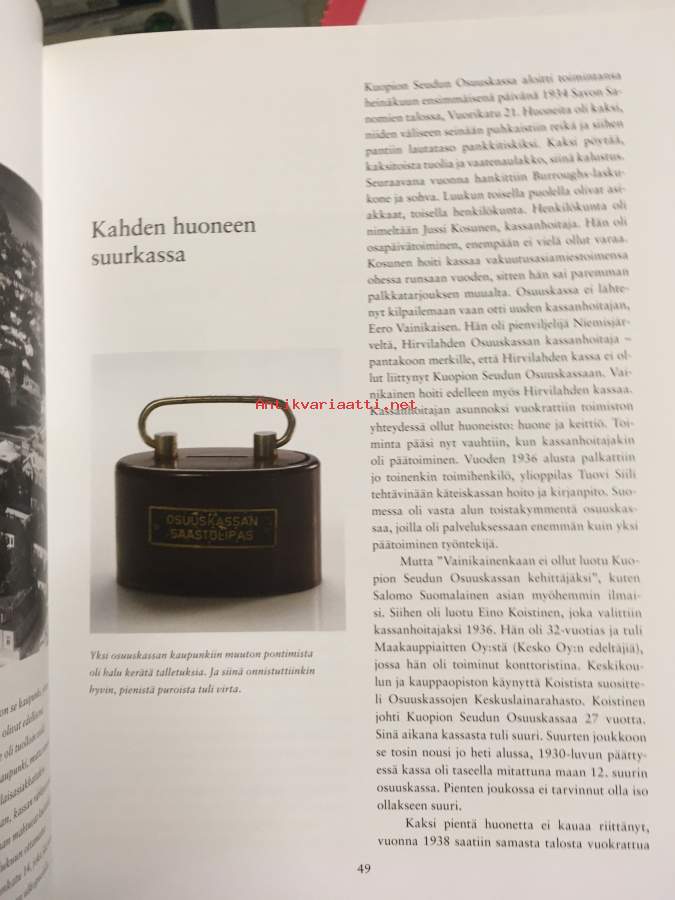 Kahden huoneen
suurkassa
OSUUSKASSAN
SÄÄSTÖLIPAS
Antikvariaatti.net
Yksi osuuskassan kaupunkiin muuton pontimista
oli halu kerätä talletuksia. Ja siinä onnistuttiinkin
hyvin, pienistä puroista tuli virta.
Kuopion Seudun Osuuskassa aloitti toimintansa
heinäkuun ensimmäisenä päivänä 1934 Savon Sa-
nomien talossa, Vuorikatu 21. Huoneita oli kaksi,
niiden väliseen seinään puhkaistiin reikä ja siihen
pantiin lautataso pankkitiskiksi. Kaksi pöytää,
kaksitoista tuolia ja vaatenaulakko, siinä kalustus.
Seuraavana vuonna hankittiin Burroughs-lasku-
kone ja sohva. Luukun toisella puolella olivat asi-
akkaat, toisella henkilökunta. Henkilökunta oli
nimeltään Jussi Kosunen, kassanhoitaja. Hän oli
osapäivätoiminen, enempään ei vielä ollut varaa.
Kosunen hoiti kassaa vakuutusasiamiestoimensa
ohessa runsaan vuoden, sitten hän sai paremman
palkkatarjouksen muualta. Osuuskassa ei lähte-
nyt kilpailemaan vaan otti uuden kassanhoitajan,
Eero Vainikaisen. Hän oli pienviljelijä Niemisjär-
veltä, Hirvilahden Osuuskassan kassanhoitaja –
pantakoon merkille, että Hirvilahden kassa ei ol-
lut liittynyt Kuopion Seudun Osuuskassaan. Vai-
nikainen hoiti edelleen myös Hirvilahden kassaa.
Kassanhoitajan asunnoksi vuokrattiin toimiston
yhteydessä ollut huoneisto: huone ja keittiö. Toi-
minta pääsi nyt vauhtiin, kun kassanhoitajakin
oli päätoiminen. Vuoden 1936 alusta palkattiin
jo toinenkin toimihenkilö, ylioppilas Tuovi Siili
tehtävinään käteiskassan hoito ja kirjanpito. Suo-
messa oli vasta alun toistakymmentä osuuskas-
saa, joilla oli palveluksessaan enemmän kuin yksi
päätoiminen työntekijä.
Mutta "Vainikainenkaan ei ollut luotu Kuo-
pion Seudun Osuuskassan kehittäjäksi", kuten
Salomo Suomalainen asian myöhemmin ilmai-
si. Siihen oli luotu Eino Koistinen, joka valittiin
kassanhoitajaksi 1936. Hän oli 32-vuotias ja tuli
Maakauppiaitten Oy:stä (Kesko Oy:n edeltäjiä),
jossa hän oli toiminut konttoristina. Keskikou-
lun ja kauppaopiston käynyttä Koistista suositte-
li Osuuskassojen Keskuslainarahasto. Koistinen
johti Kuopion Seudun Osuuskassaa 27 vuotta.
Sinä aikana kassasta tuli suuri. Suurten joukkoon
se tosin nousi jo heti alussa, 1930-luvun päätty-
essä kassa oli taseella mitattuna maan 12. suurin
osuuskassa. Pienten joukossa ei tarvinnut olla iso
ollakseen suuri.
Kaksi pientä huonetta ei kauaa riittänyt,
vuonna 1938 saatiin samasta talosta vuokrattua
49